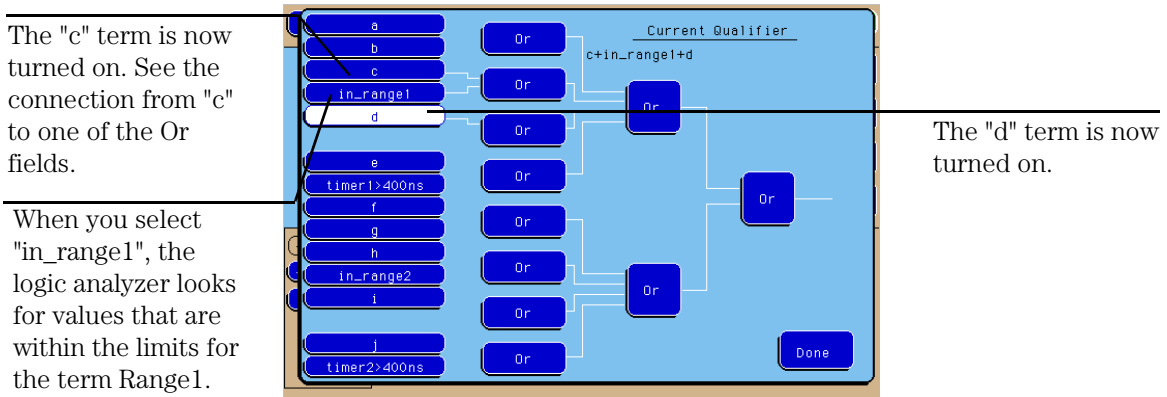 The "c" term is now
turned on. See the
connection from "c"
to one of the Or
fields.
When you select
"in_range1", the
logic analyzer looks
for values that are
within the limits for
the term Range1.
a
b
c
in_range1
d
e
timer1>400ns
f
g
h
in_range2
i
j
timer2>400ns
Or
Or
Or
Or
Or
Or
Or
Or
Current Qualifier
c+in_range1+d
Or
Or
Or
Done
The "d" term is now
turned on.